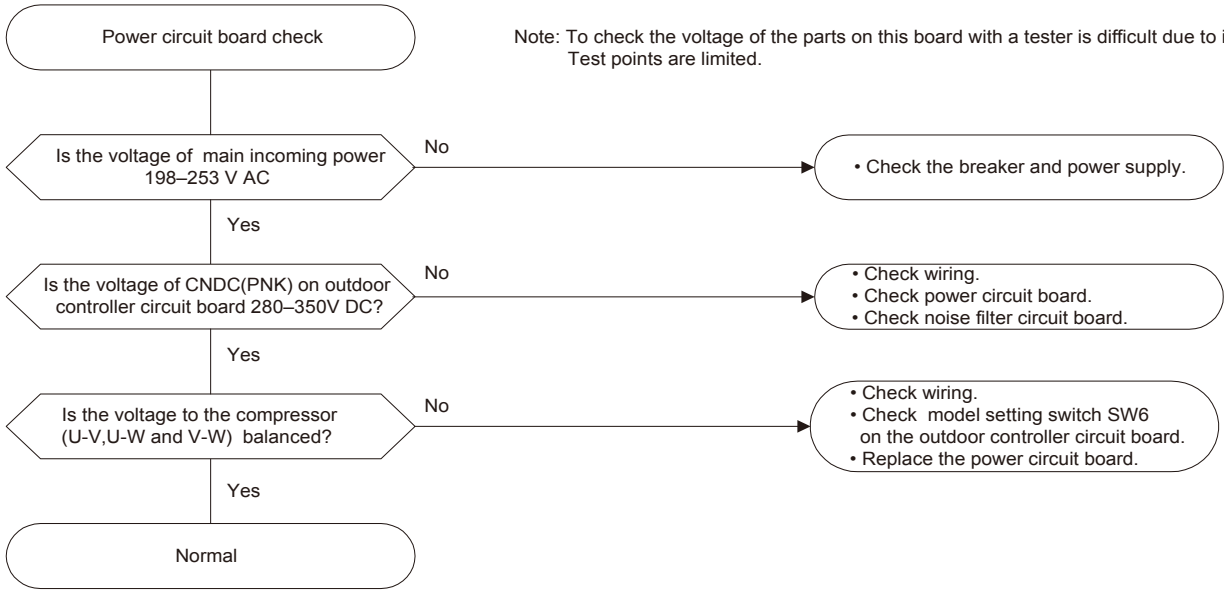 Power circuit board check
Note: To check the voltage of the parts on this board with a tester is difficult due to
Test points are limited.
Is the voltage of main incoming power
198–253 V AC
No
• Check the breaker and power supply.
Yes
Is the voltage of CNDC(PNK) on outdoor
controller circuit board 280–350V DC?
No
• Check wiring.
• Check power circuit board.
• Check noise filter circuit board.
Yes
Is the voltage to the compressor
(U-V,U-W and V-W) balanced?
No
• Check wiring.
• Check model setting switch SW6
on the outdoor controller circuit board.
• Replace the power circuit board.
Yes
Normal